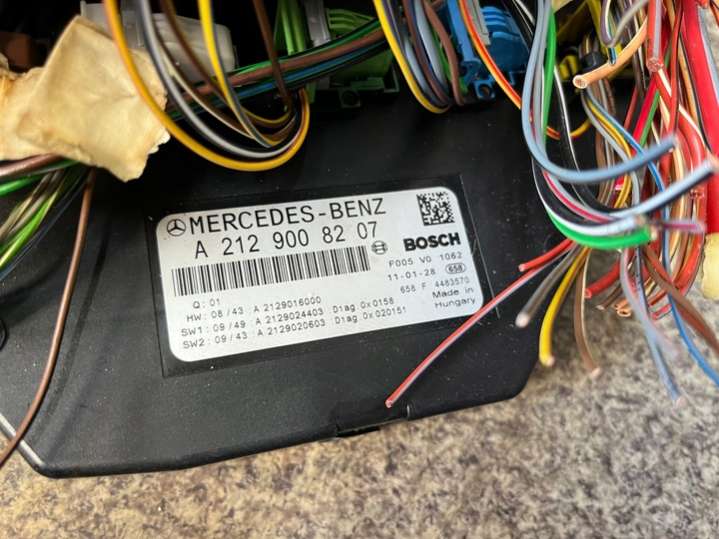 MERCEDES-BENZ
A 212 900 82 07
BOSCH
F005 V0 1062
11-01-28 658
658 F 4483570
Made in
Hungary
Q: 01
HW: 08/43 :A 2129016000
SW1: 09/49 :A 2129024403 :Diag 0x0158
SW2: 09/43 :A 2129020603 :Diag 0x020151